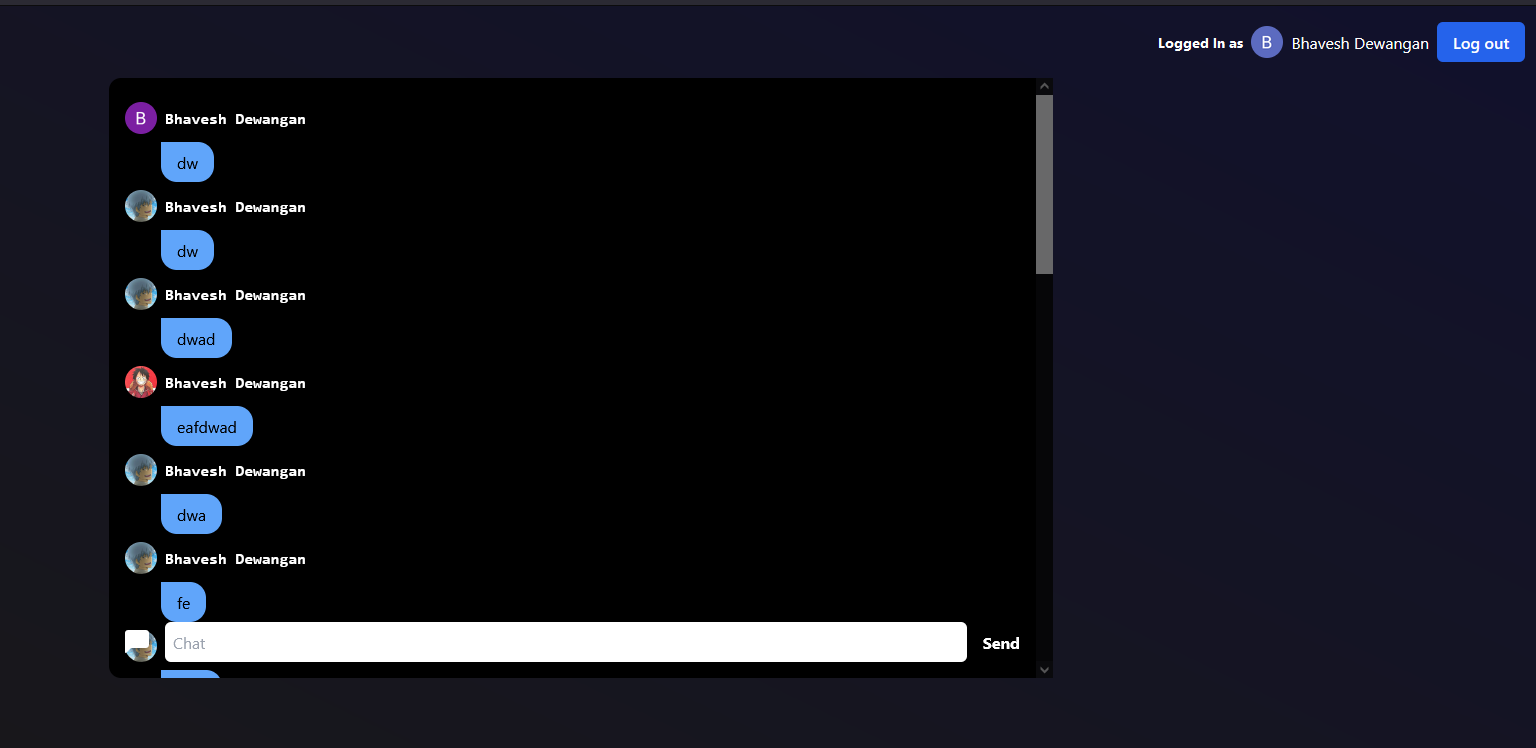 Logged In as B Bhavesh Dewangan Log out
B Bhavesh Dewangan
dw
Bhavesh Dewangan
dw
Bhavesh Dewangan
dwad
Bhavesh Dewangan
eafdwad
Bhavesh Dewangan
dwa
Bhavesh Dewangan
fe
Chat Send